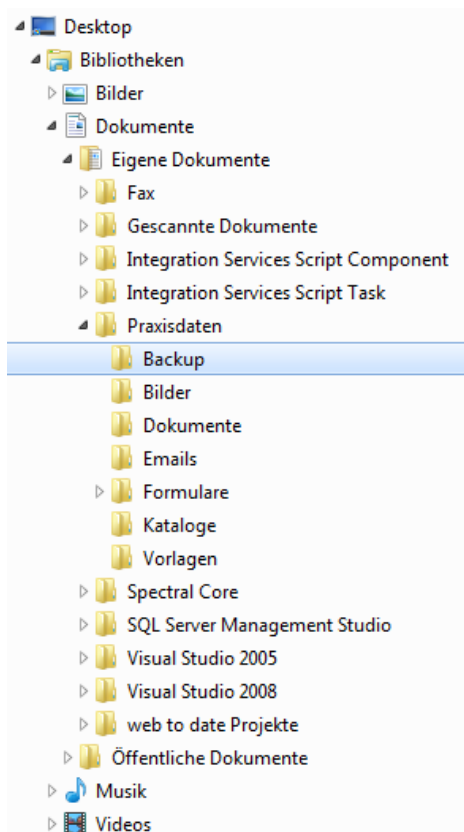 Desktop
Bibliotheken
Bilder
Dokumente
Eigene Dokumente
Fax
Gescannte Dokumente
Integration Services Script Component
Integration Services Script Task
Praxisdaten
Backup
Bilder
Dokumente
Emails
Formulare
Kataloge
Vorlagen
Spectral Core
SQL Server Management Studio
Visual Studio 2005
Visual Studio 2008
web to date Projekte
Öffentliche Dokumente
Musik
Videos